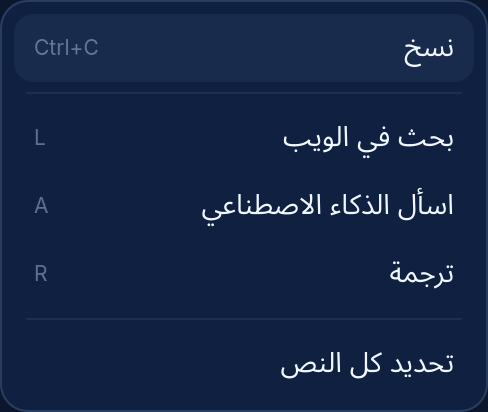 نسخ Ctrl+C
بحث في الويب L
اسأل الذكاء الاصطناعي A
ترجمة R
تحديد كل النص